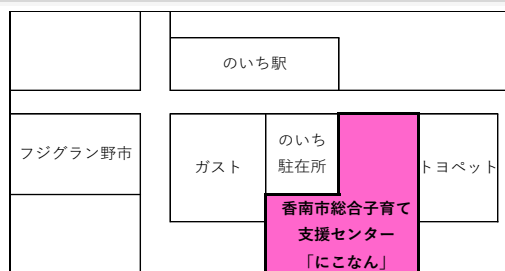 のいち駅
フジグラン野市
ガスト
のいち
駐在所
トヨペット
香南市総合子育て
支援センター
「にこなん」